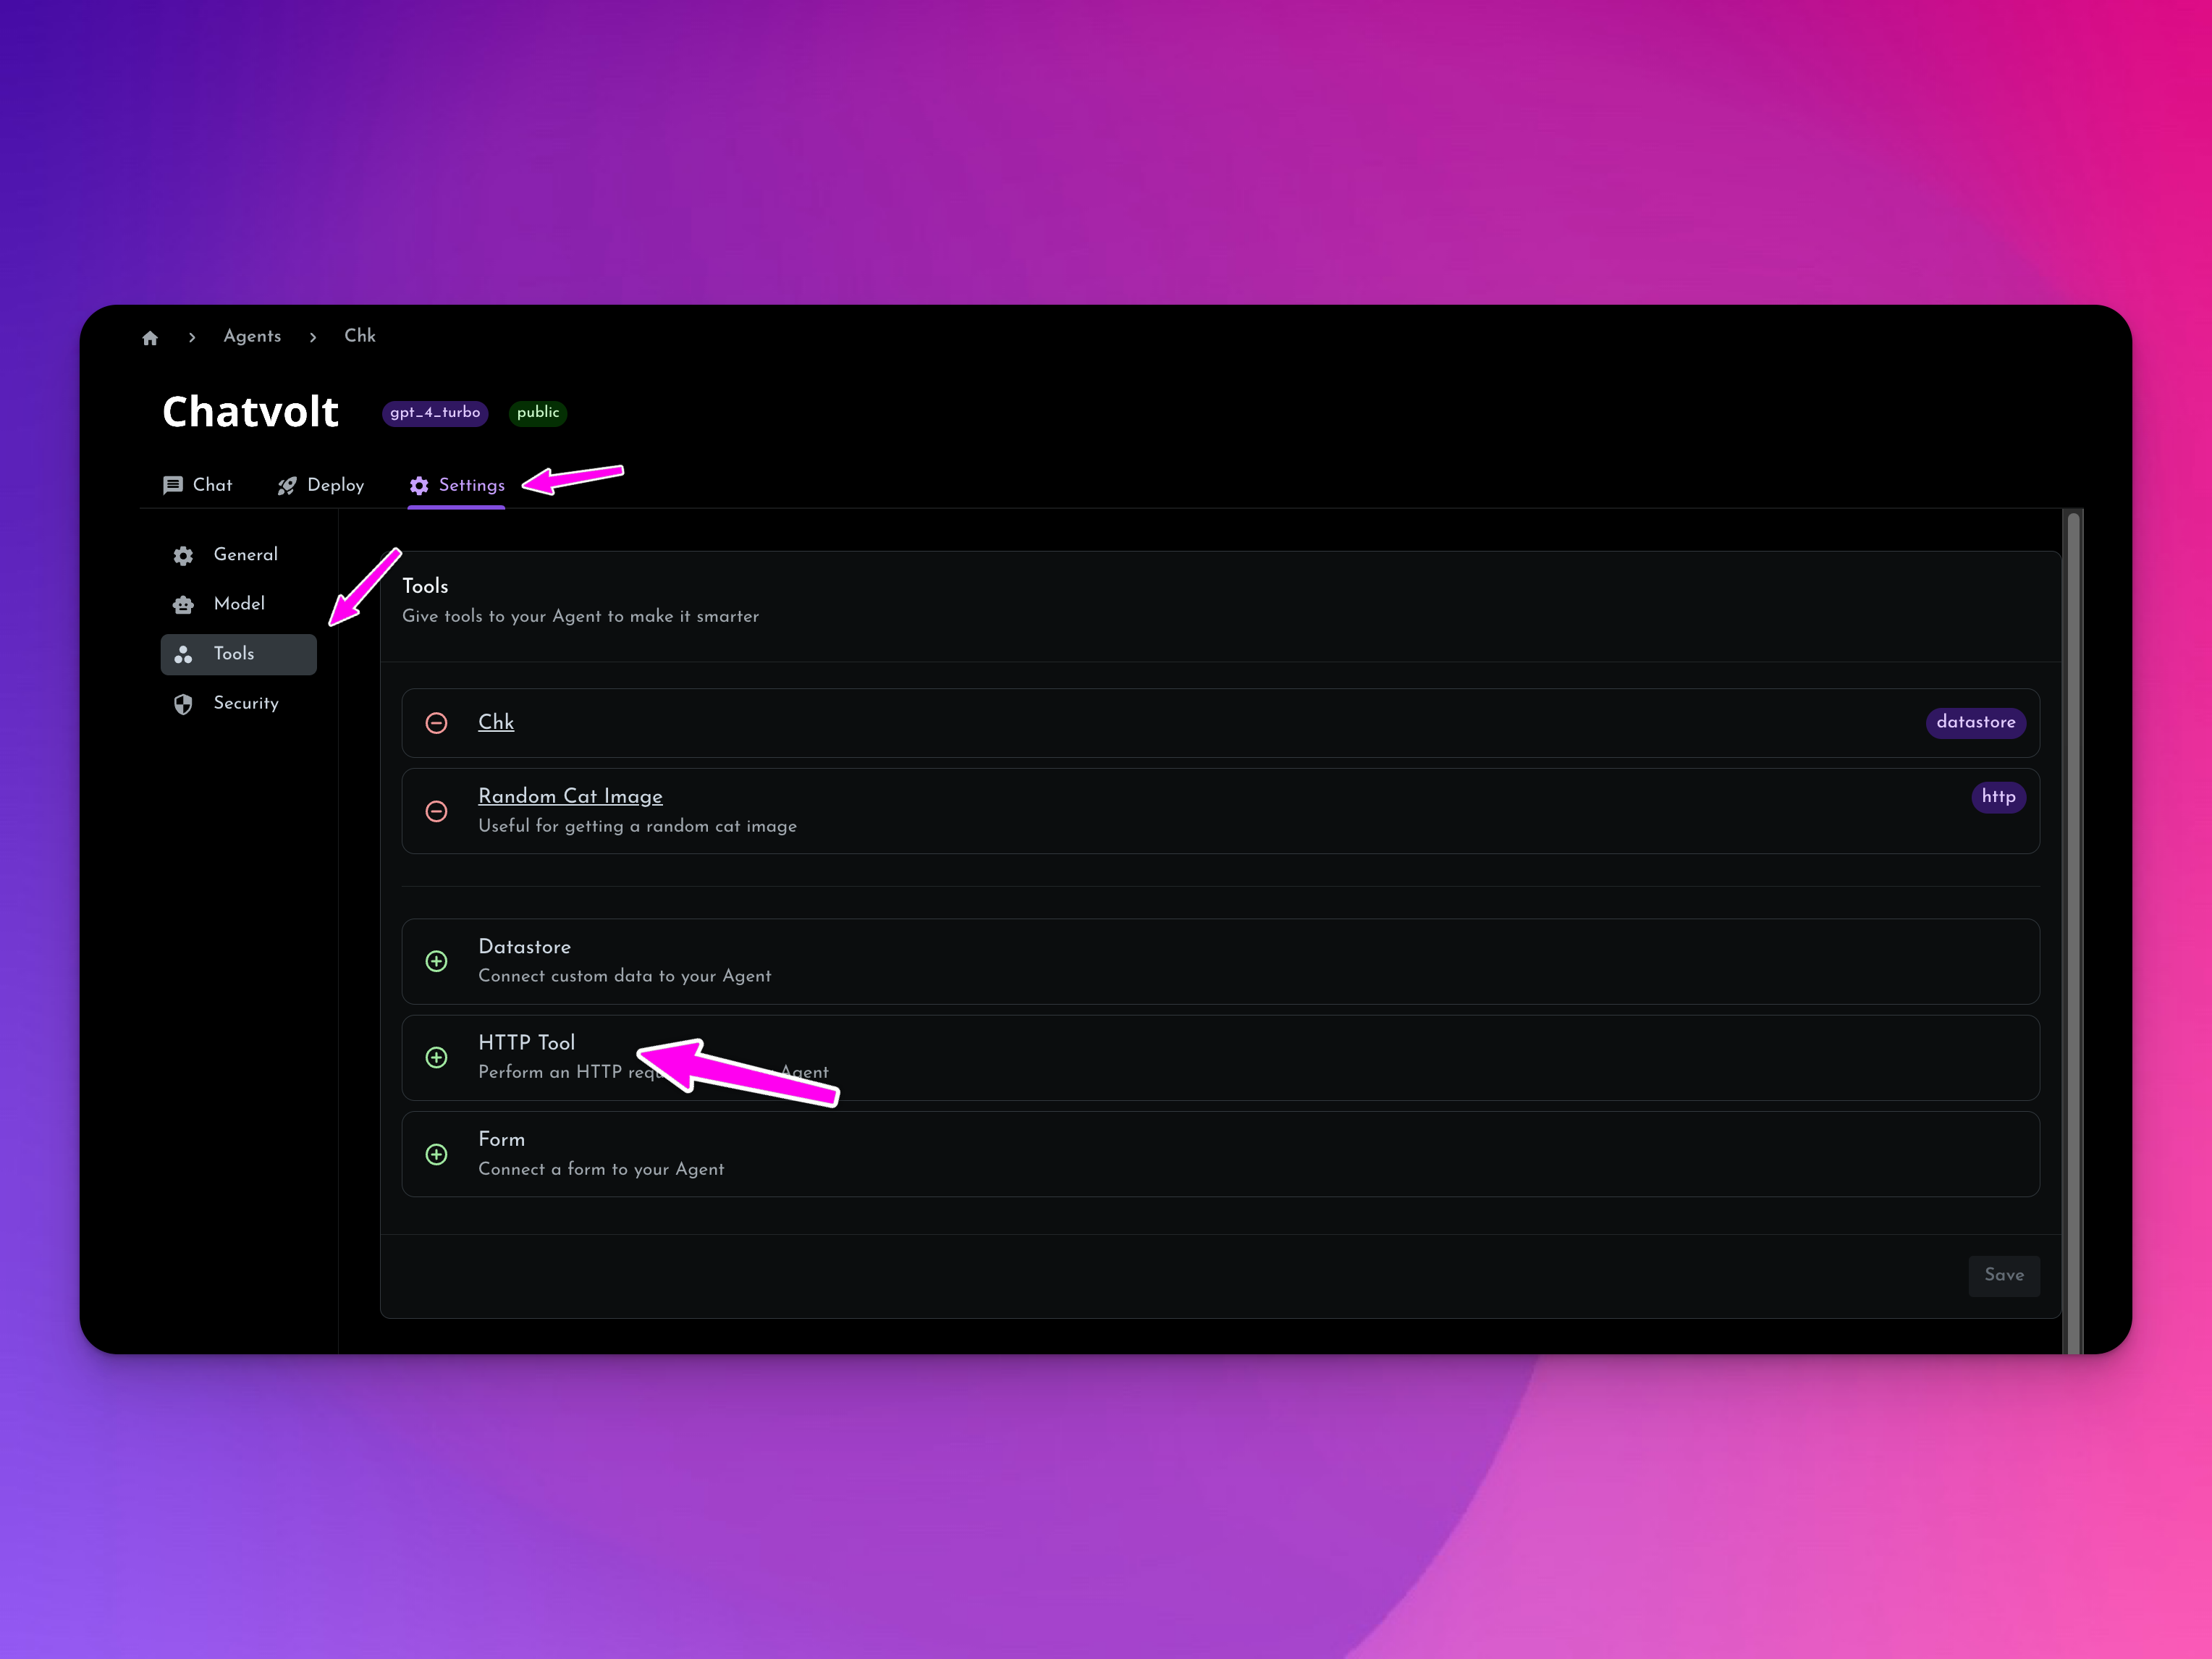 Agents Chk
Chatvolt gpt_4_turbo public
Chat Deploy Settings
General
Model
Tools
Security
Tools
Give tools to your Agent to make it smarter
Chk datastore
Random Cat Image http
Useful for getting a random cat image
Datastore
Connect custom data to your Agent
HTTP Tool
Perform an HTTP Agent
Form
Connect a form to your Agent
Save